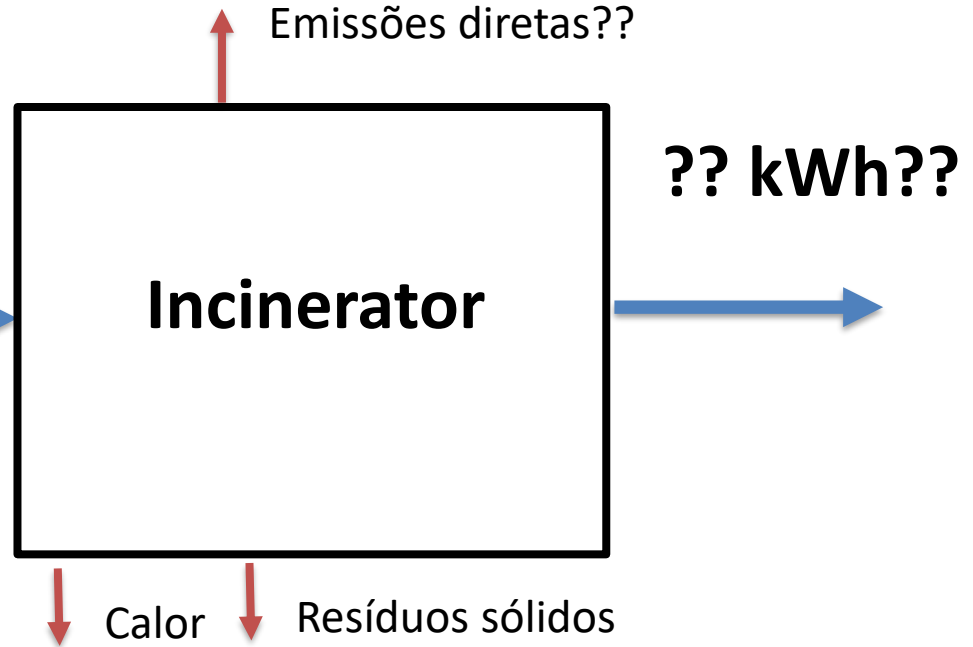 Emissões diretas??
?? kWh??
Incinerator
Calor
Resíduos sólidos